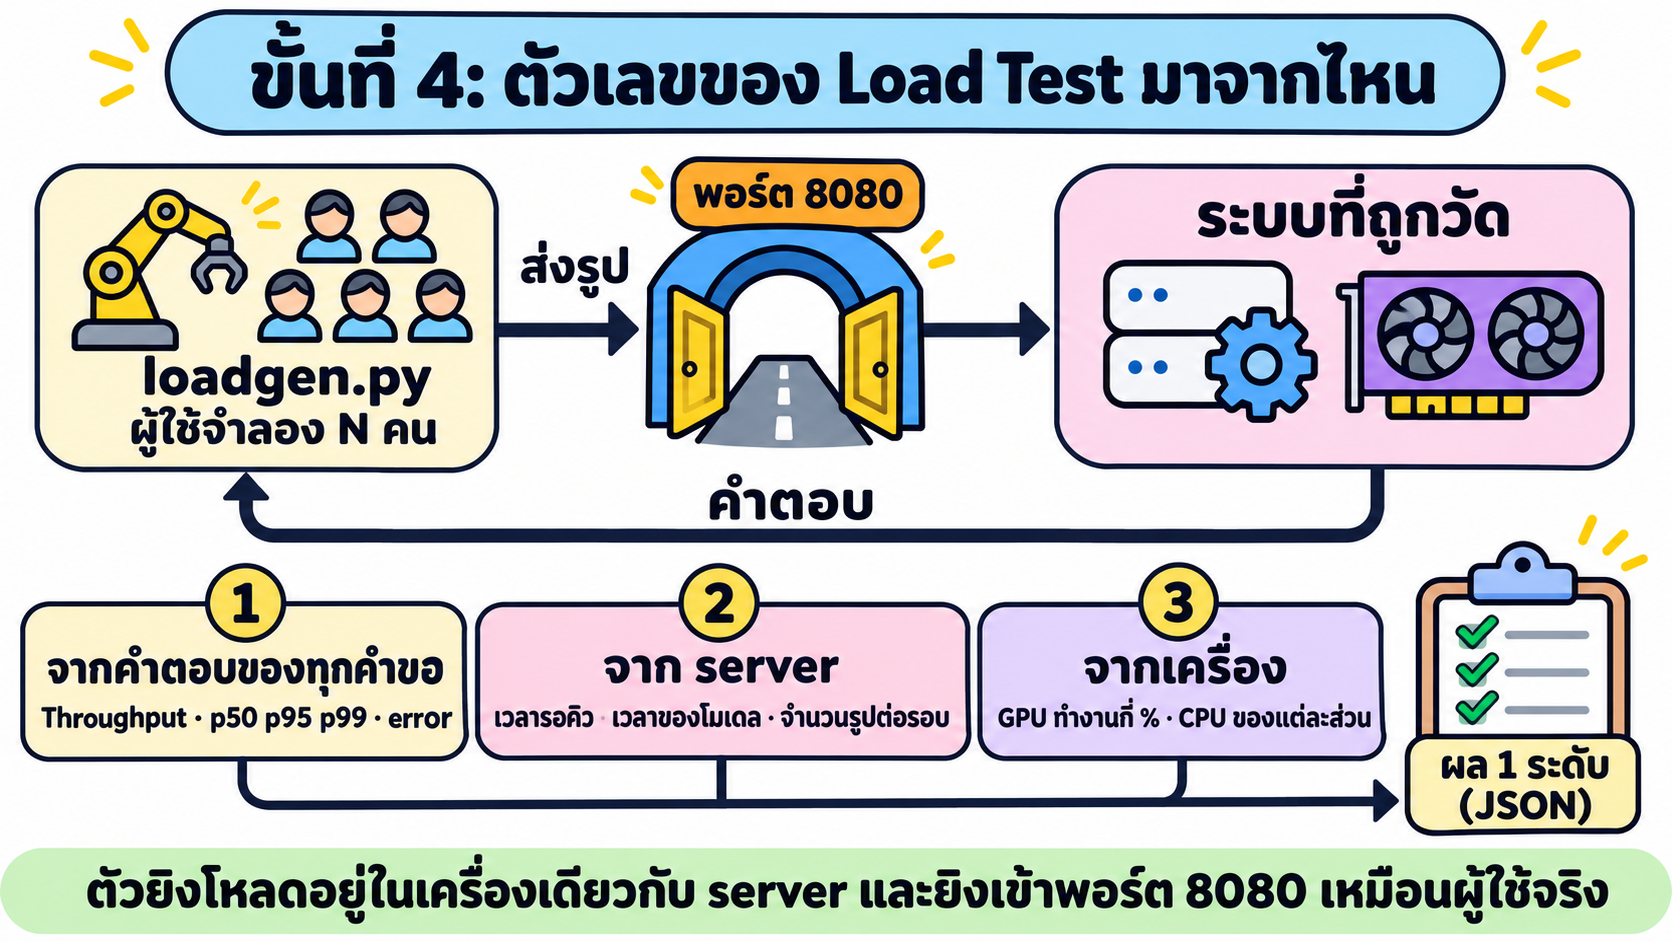 ขั้นที่ 4: ตัวเลขของ Load Test มาจากไหน
พอร์ต 8080
ระบบที่ถูกวัด
ส่งรูป
loadgen.py
ผู้ใช้จำลอง N คน
คำตอบ
1
จากคำตอบของทุกคำขอ
Throughput · p50 p95 p99 · error
2
จาก server
เวลารอคิว · เวลาของโมเดล · จำนวนรูปต่อรอบ
3
จากเครื่อง
GPU ทำงานกี่ % · CPU ของแต่ละส่วน
ผล 1 ระดับ
(JSON)
ตัวยิงโหลดอยู่ในเครื่องเดียวกับ server และยิงเข้าพอร์ต 8080 เหมือนผู้ใช้จริง